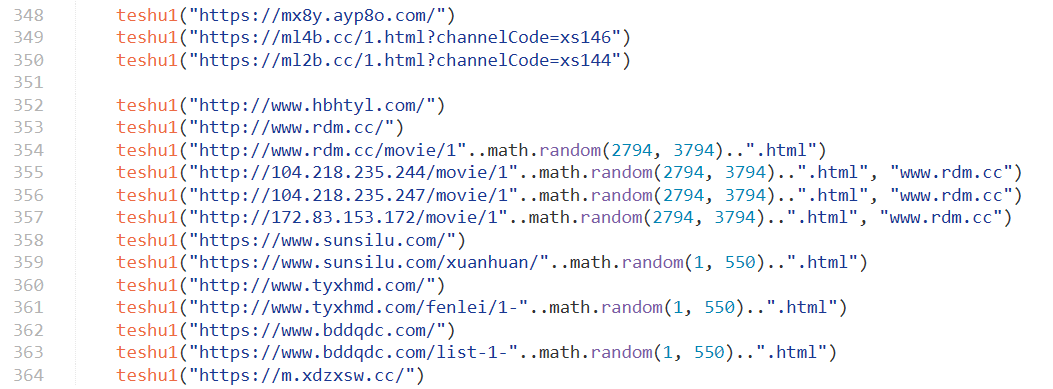 348 teshu1("https://mx8y.ayp8o.com/")
349 teshu1("https://ml4b.cc/1.html?channelCode=xs146")
350 teshu1("https://ml2b.cc/1.html?channelCode=xs144")
351
352 teshu1("http://www.hbhtyl.com/")
353 teshu1("http://www.rdm.cc/")
354 teshu1("http://www.rdm.cc/movie/1"..math.random(2794, 3794)..".html")
355 teshu1("http://104.218.235.244/movie/1"..math.random(2794, 3794)..".html", "www.rdm.cc")
356 teshu1("http://104.218.235.247/movie/1"..math.random(2794, 3794)..".html", "www.rdm.cc")
357 teshu1("http://172.83.153.172/movie/1"..math.random(2794, 3794)..".html", "www.rdm.cc")
358 teshu1("https://www.sunsilu.com/")
359 teshu1("https://www.sunsilu.com/xuanhuan/"..math.random(1, 550)..".html")
360 teshu1("http://www.tyxhmd.com/")
361 teshu1("http://www.tyxhmd.com/fenlei/1-"..math.random(1, 550)..".html")
362 teshu1("https://www.bddqdc.com/")
363 teshu1("https://www.bddqdc.com/list-1-"..math.random(1, 550)..".html")
364 teshu1("https://m.xdzxsw.cc/")